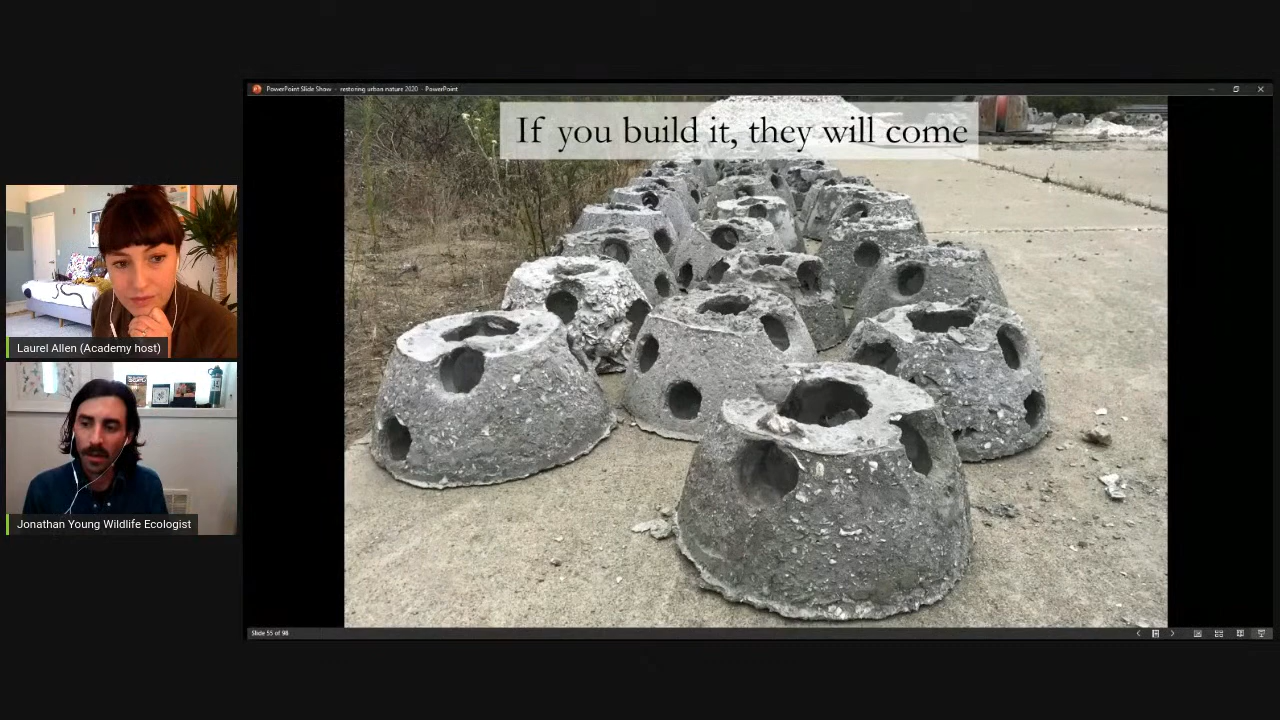 PowerPoint Slide Show - restoring urban nature 2020 - PowerPoint
If you build it, they will come
Laurel Allen (Academy host)
Jonathan Young Wildlife Ecologist
Slide 55 of 98